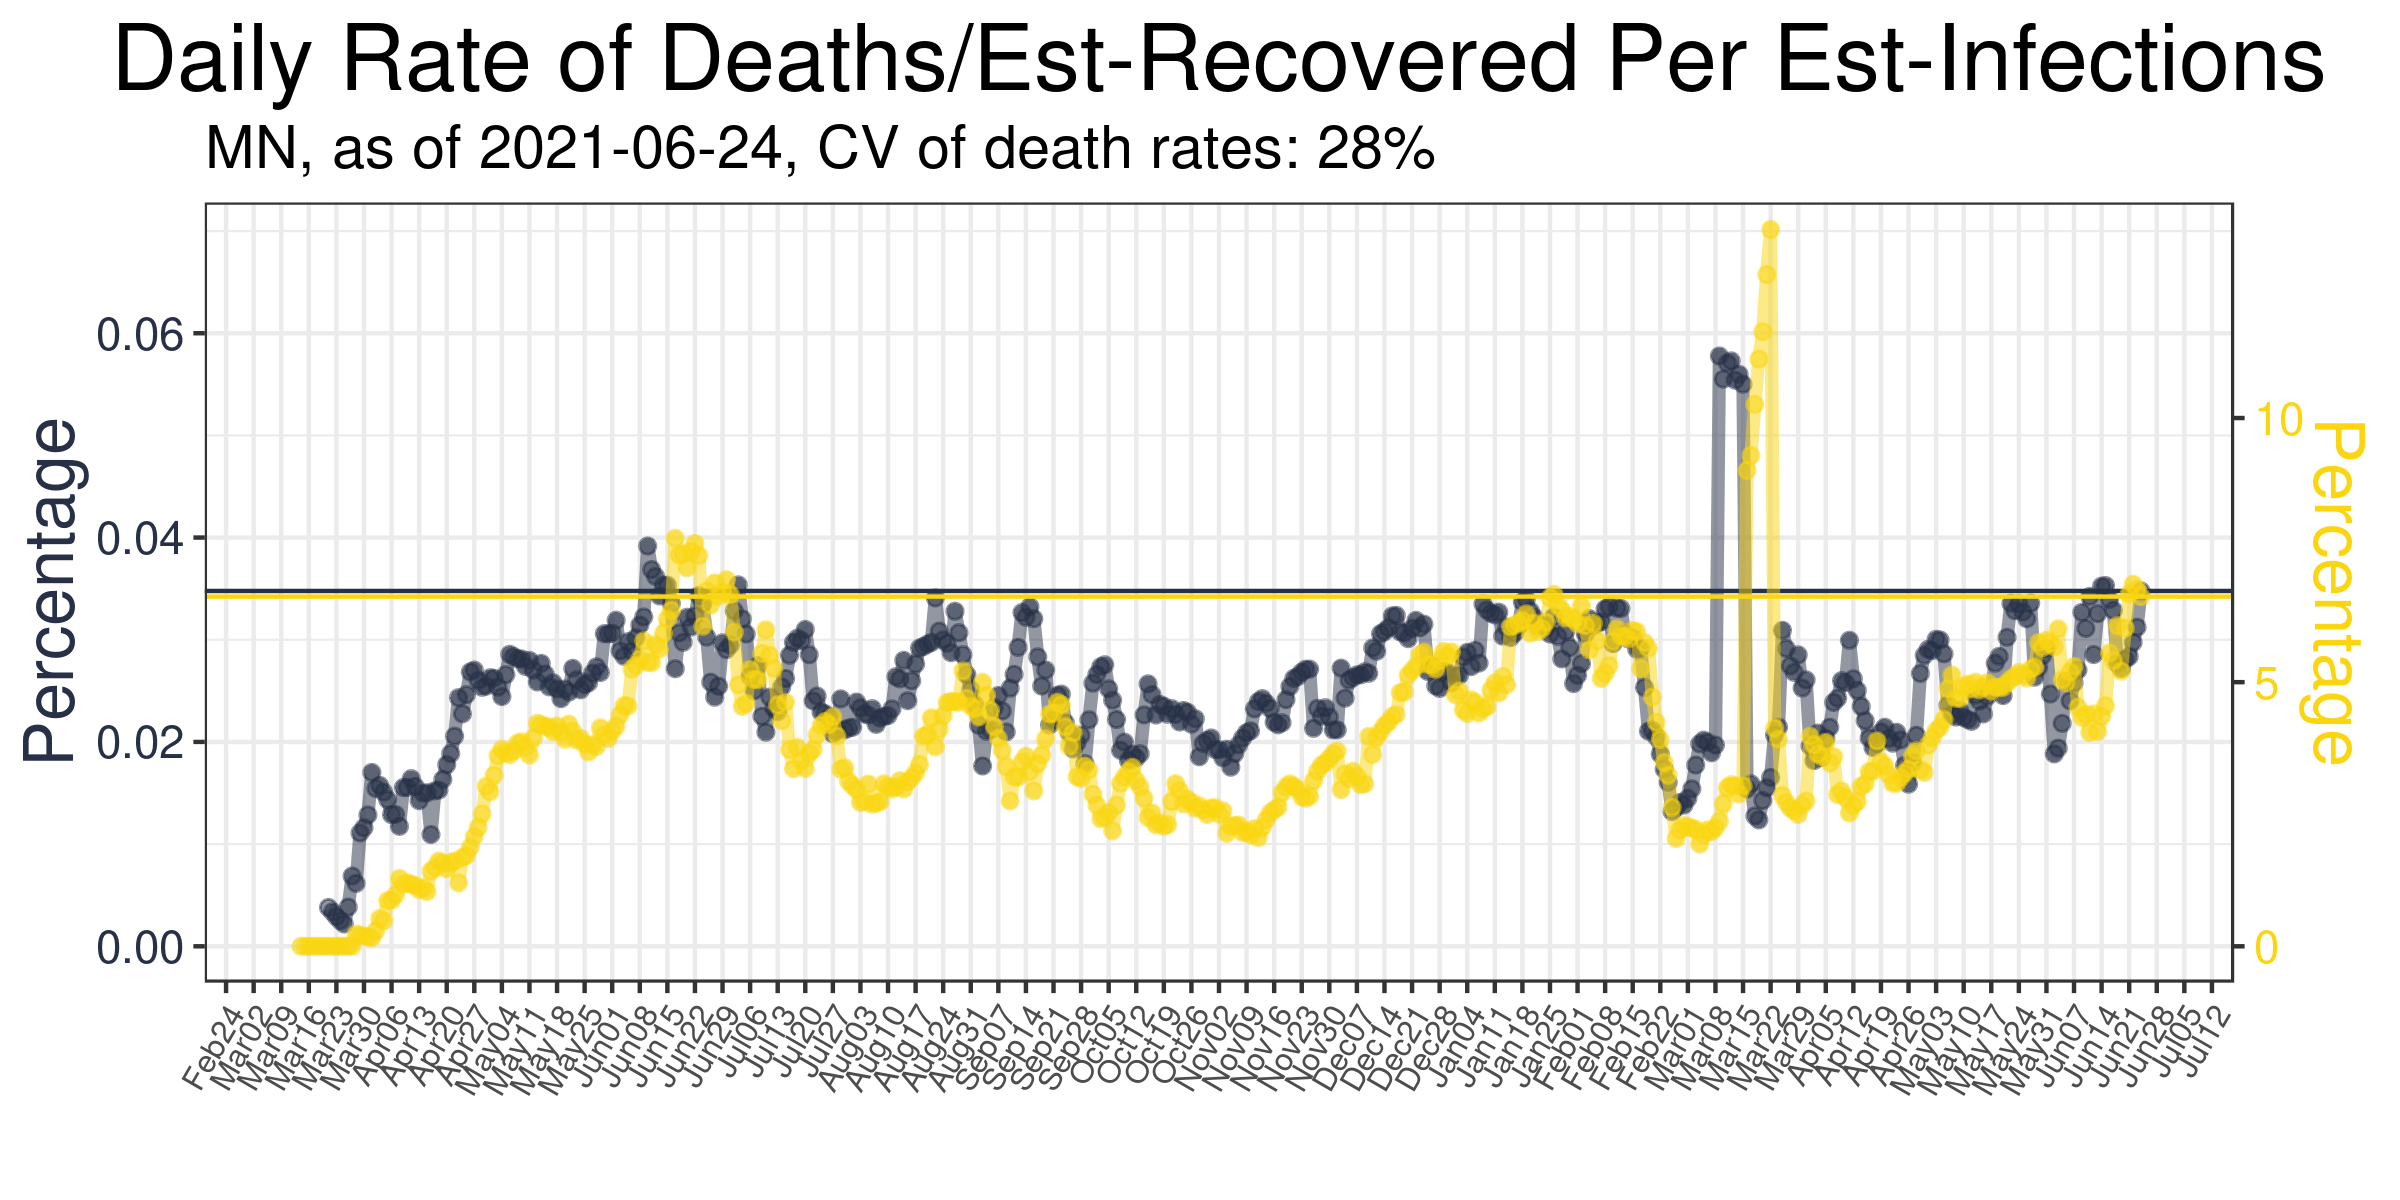 Daily Rate of Deaths/Est-Recovered Per Est-Infections
MN, as of 2021-06-24, CV of death rates: 28%
Percentage
0.06
0.04
0.02
0.00
10
5
0
Percentage
Feb24
Mar02
Mar09
Mar16
Mar23
Mar30
Apr06
Apr13
Apr20
Apr27
May04
May11
May18
May25
Jun01
Jun08
Jun15
Jun22
Jun29
Jul06
Jul13
Jul20
Jul27
Aug03
Aug10
Aug17
Aug24
Aug31
Sep07
Sep14
Sep21
Sep28
Oct05
Oct12
Oct19
Oct26
Nov02
Nov09
Nov16
Nov23
Nov30
Dec07
Dec14
Dec21
Dec28
Jan04
Jan11
Jan18
Jan25
Feb01
Feb08
Feb15
Feb22
Mar01
Mar08
Mar15
Mar22
Mar29
Apr05
Apr12
Apr19
Apr26
May03
May10
May17
May24
May31
Jun07
Jun14
Jun21
Jun28
Jul05
Jul12